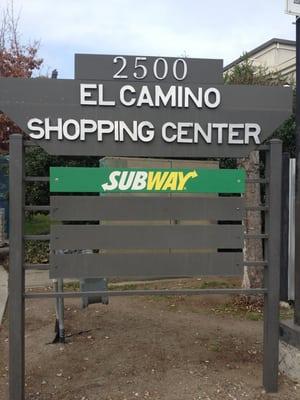 2500
EL CAMINO
SHOPPING CENTER
SUBWAY